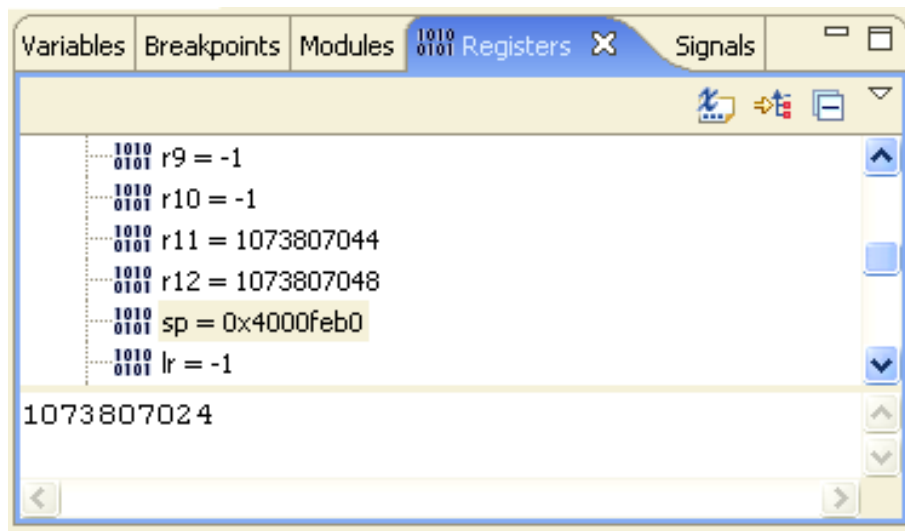 Variables Breakpoints Modules Registers Signals
r9 = -1
r10 = -1
r11 = 1073807044
r12 = 1073807048
sp = 0x4000feb0
lr = -1
1073807024